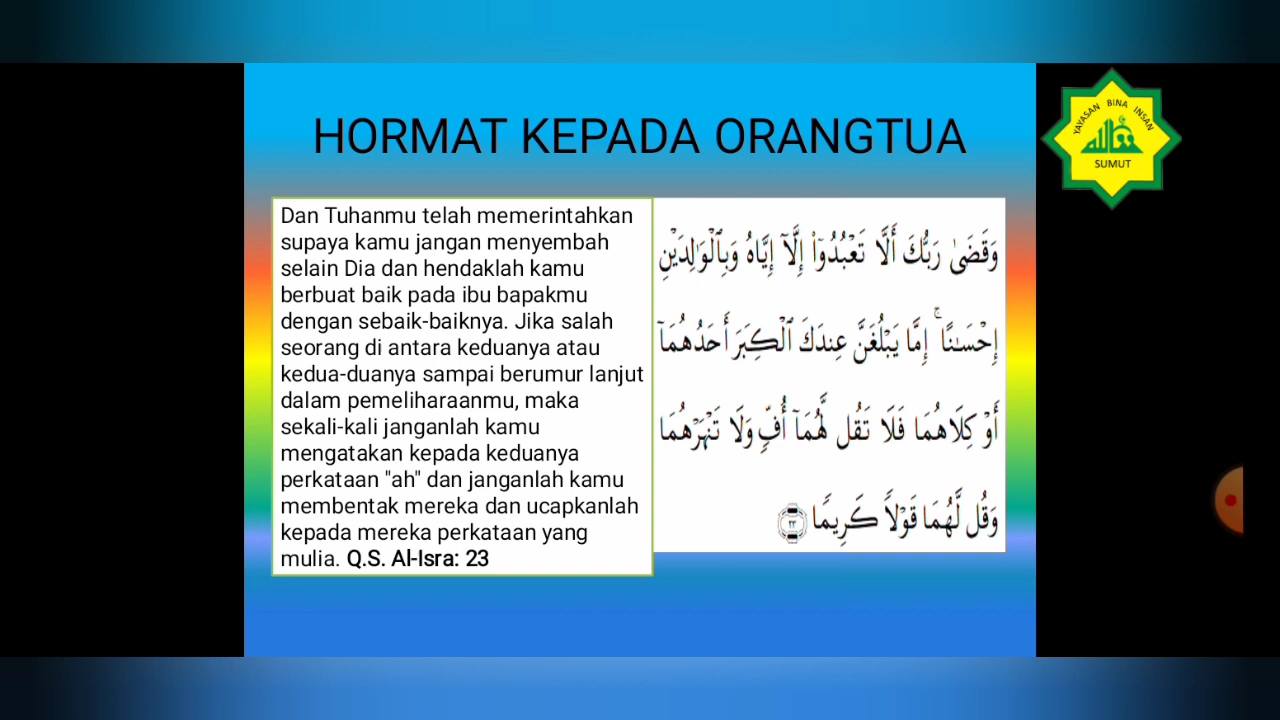 HORMAT KEPADA ORANGTUA
YAYASAN BINA INSAN
SUMUT
Dan Tuhanmu telah memerintahkan
supaya kamu jangan menyembah
selain Dia dan hendaklah kamu
berbuat baik pada ibu bapakmu
dengan sebaik-baiknya. Jika salah
seorang di antara keduanya atau
kedua-duanya sampai berumur lanjut
dalam pemeliharaanmu, maka
sekali-kali janganlah kamu
mengatakan kepada keduanya
perkataan "ah" dan janganlah kamu
membentak mereka dan ucapkanlah
kepada mereka perkataan yang
mulia. Q.S. Al-Isra: 23
وَقَضَىٰ رَبُّكَ أَلَّا تَعْبُدُوٓا۟ إِلَّآ إِيَّاهُ وَبِٱلْوَٰلِدَيْنِ
إِحْسَـٰنًا ۚ إِمَّا يَبْلُغَنَّ عِندَكَ ٱلْكِبَرَ أَحَدُهُمَآ
أَوْ كِلَاهُمَا فَلَا تَقُل لَّهُمَآ أُفٍّ وَلَا تَنْهَرْهُمَا
وَقُل لَّهُمَا قَوْلًا كَرِيمًا ٢٣